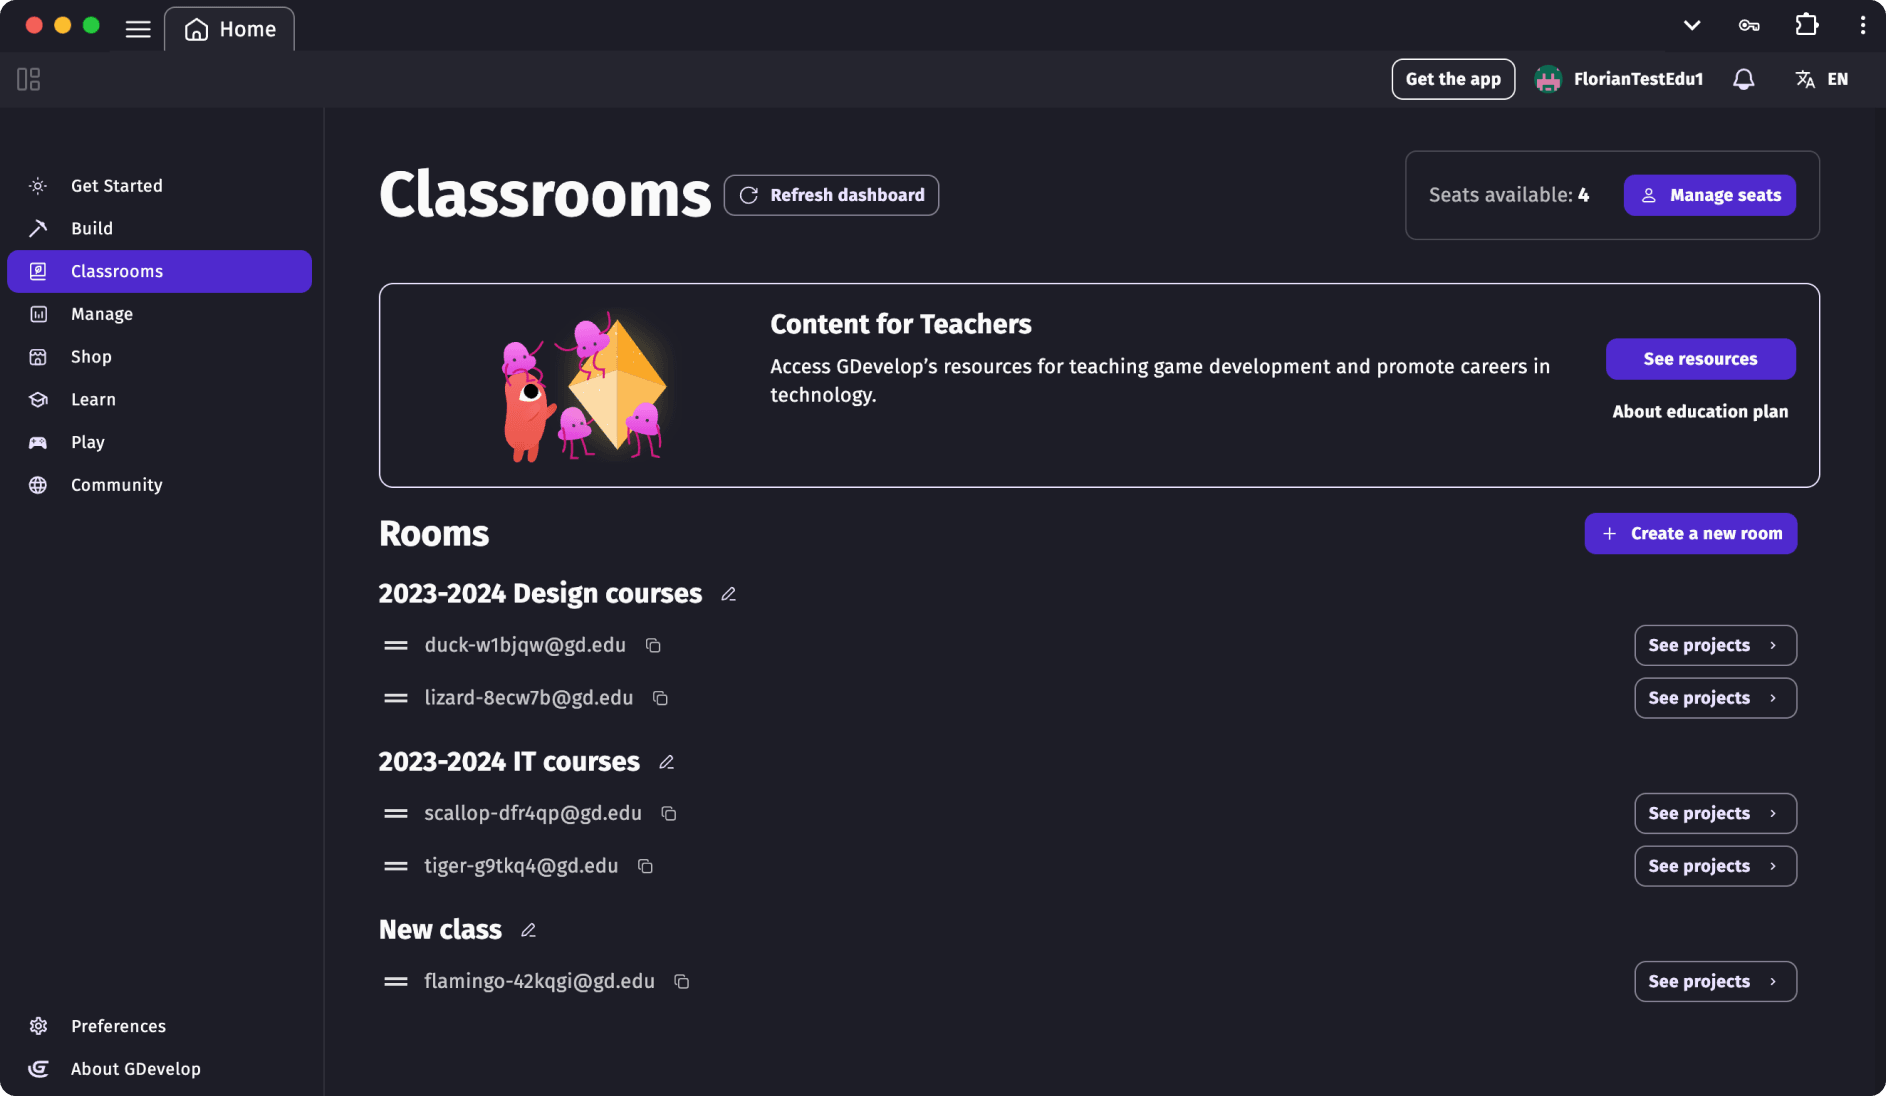 Home
Get the app
FlorianTestEdu1
EN
Get Started
Build
Classrooms
Manage
Shop
Learn
Play
Community
Preferences
About GDevelop
Classrooms
Refresh dashboard
Seats available: 4
Manage seats
Content for Teachers
Access GDevelop’s resources for teaching game development and promote careers in
technology.
See resources
About education plan
Rooms
Create a new room
2023-2024 Design courses
duck-w1bjqw@gd.edu
See projects
lizard-8ecw7b@gd.edu
See projects
2023-2024 IT courses
scallop-dfr4qp@gd.edu
See projects
tiger-g9tkq4@gd.edu
See projects
New class
flamingo-42kqgi@gd.edu
See projects